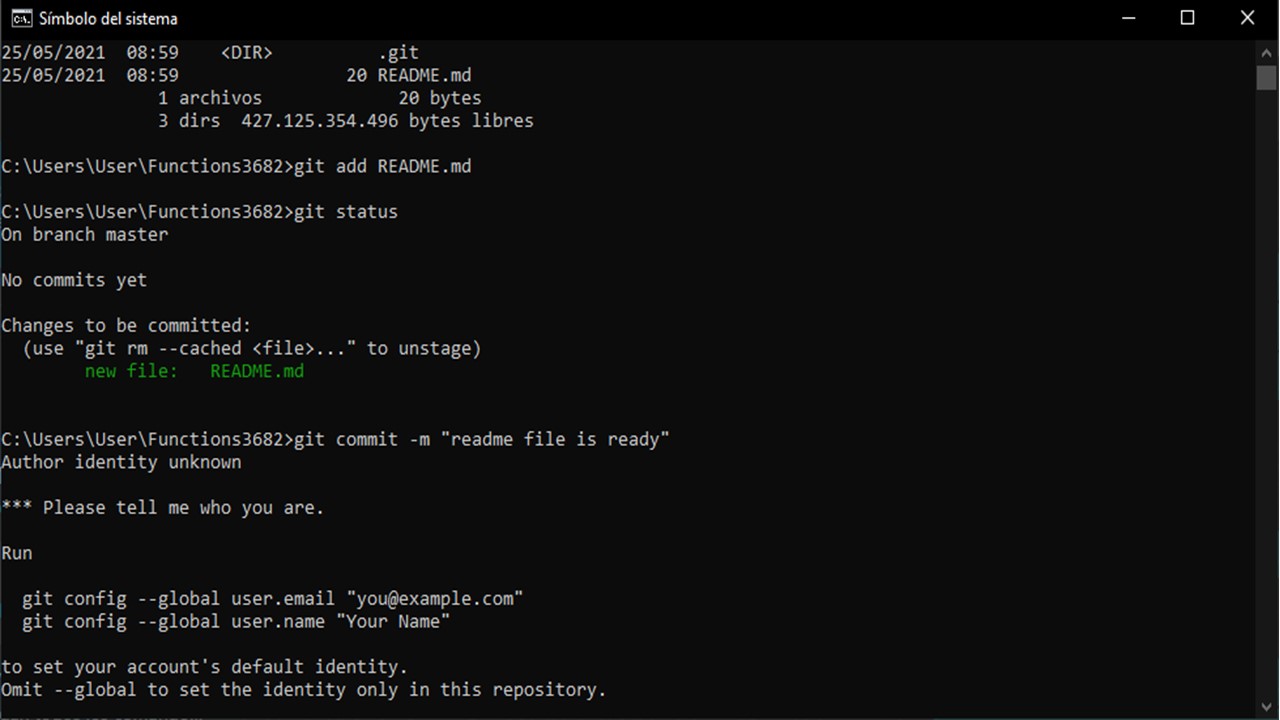 Símbolo del sistema
25/05/2021  08:59    <DIR>          .git
25/05/2021  08:59                20 README.md
               1 archivos             20 bytes
               3 dirs  427.125.354.496 bytes libres
C:\Users\User\Functions3682>git add README.md
C:\Users\User\Functions3682>git status
On branch master
No commits yet
Changes to be committed:
  (use "git rm --cached <file>..." to unstage)
        new file:   README.md
C:\Users\User\Functions3682>git commit -m "readme file is ready"
Author identity unknown
*** Please tell me who you are.
Run
  git config --global user.email "you@example.com"
  git config --global user.name "Your Name"
to set your account's default identity.
Omit --global to set the identity only in this repository.